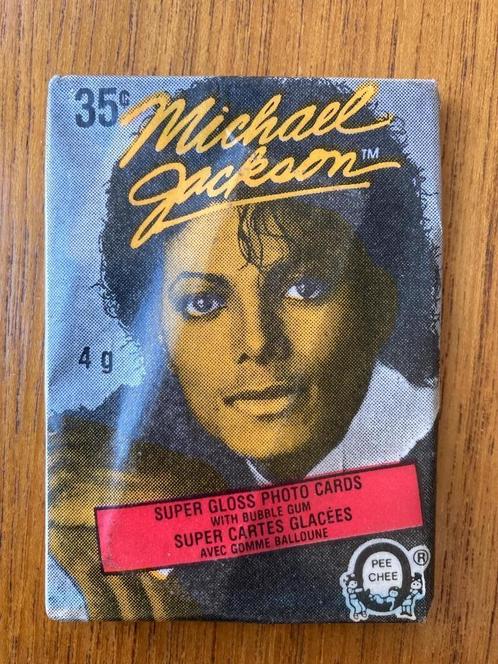 35¢
Michael
Jackson™
4 g
SUPER GLOSS PHOTO CARDS
WITH BUBBLE GUM
SUPER CARTES GLACÉES
AVEC GOMME BALLOUNE
O
PEE
CHEE
®